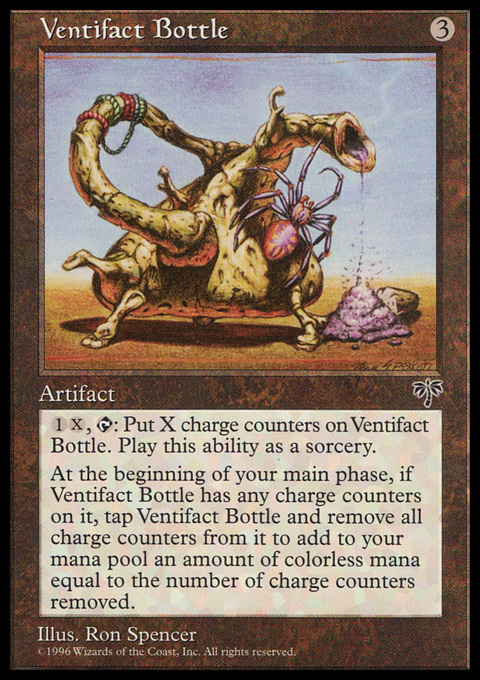 Ventifact Bottle 3
Artifact
1 X, : Put X charge counters on Ventifact
Bottle. Play this ability as a sorcery.
At the beginning of your main phase, if
Ventifact Bottle has any charge counters
on it, tap Ventifact Bottle and remove all
charge counters from it to add to your
mana pool an amount of colorless mana
equal to the number of charge counters
removed.
Illus. Ron Spencer
©1996 Wizards of the Coast, Inc. All rights reserved.